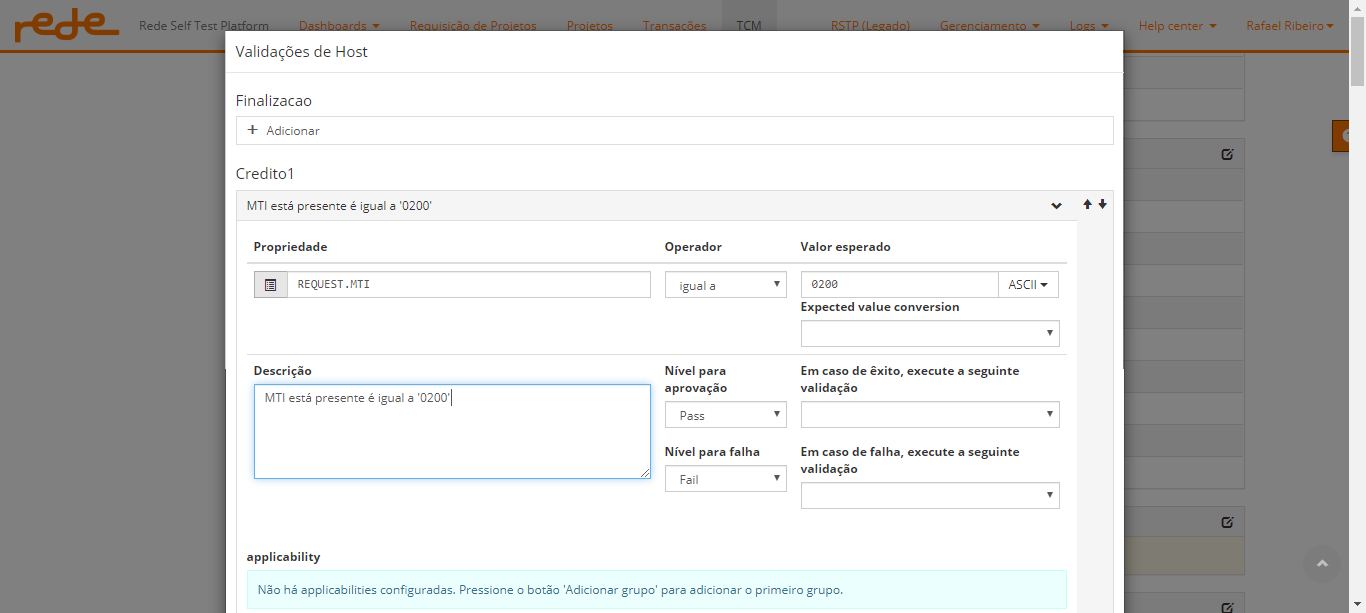 rede Rede Self Test Platform Dashboards Requisição de Projetos Projetos Transações TCM RSTP (Legado) Gerenciamento Logs Help center Rafael Ribeiro
Validações de Host
Finalizacao
+ Adicionar
Credito1
MTI está presente é igual a '0200'
Propriedade Operador Valor esperado
REQUEST.MTI igual a 0200 ASCII
Expected value conversion
Descrição Nível para aprovação Em caso de êxito, execute a seguinte validação
MTI está presente é igual a '0200'
Pass
Nível para falha Em caso de falha, execute a seguinte validação
Fail
applicability
Não há applicabilities configuradas. Pressione o botão 'Adicionar grupo' para adicionar o primeiro grupo.